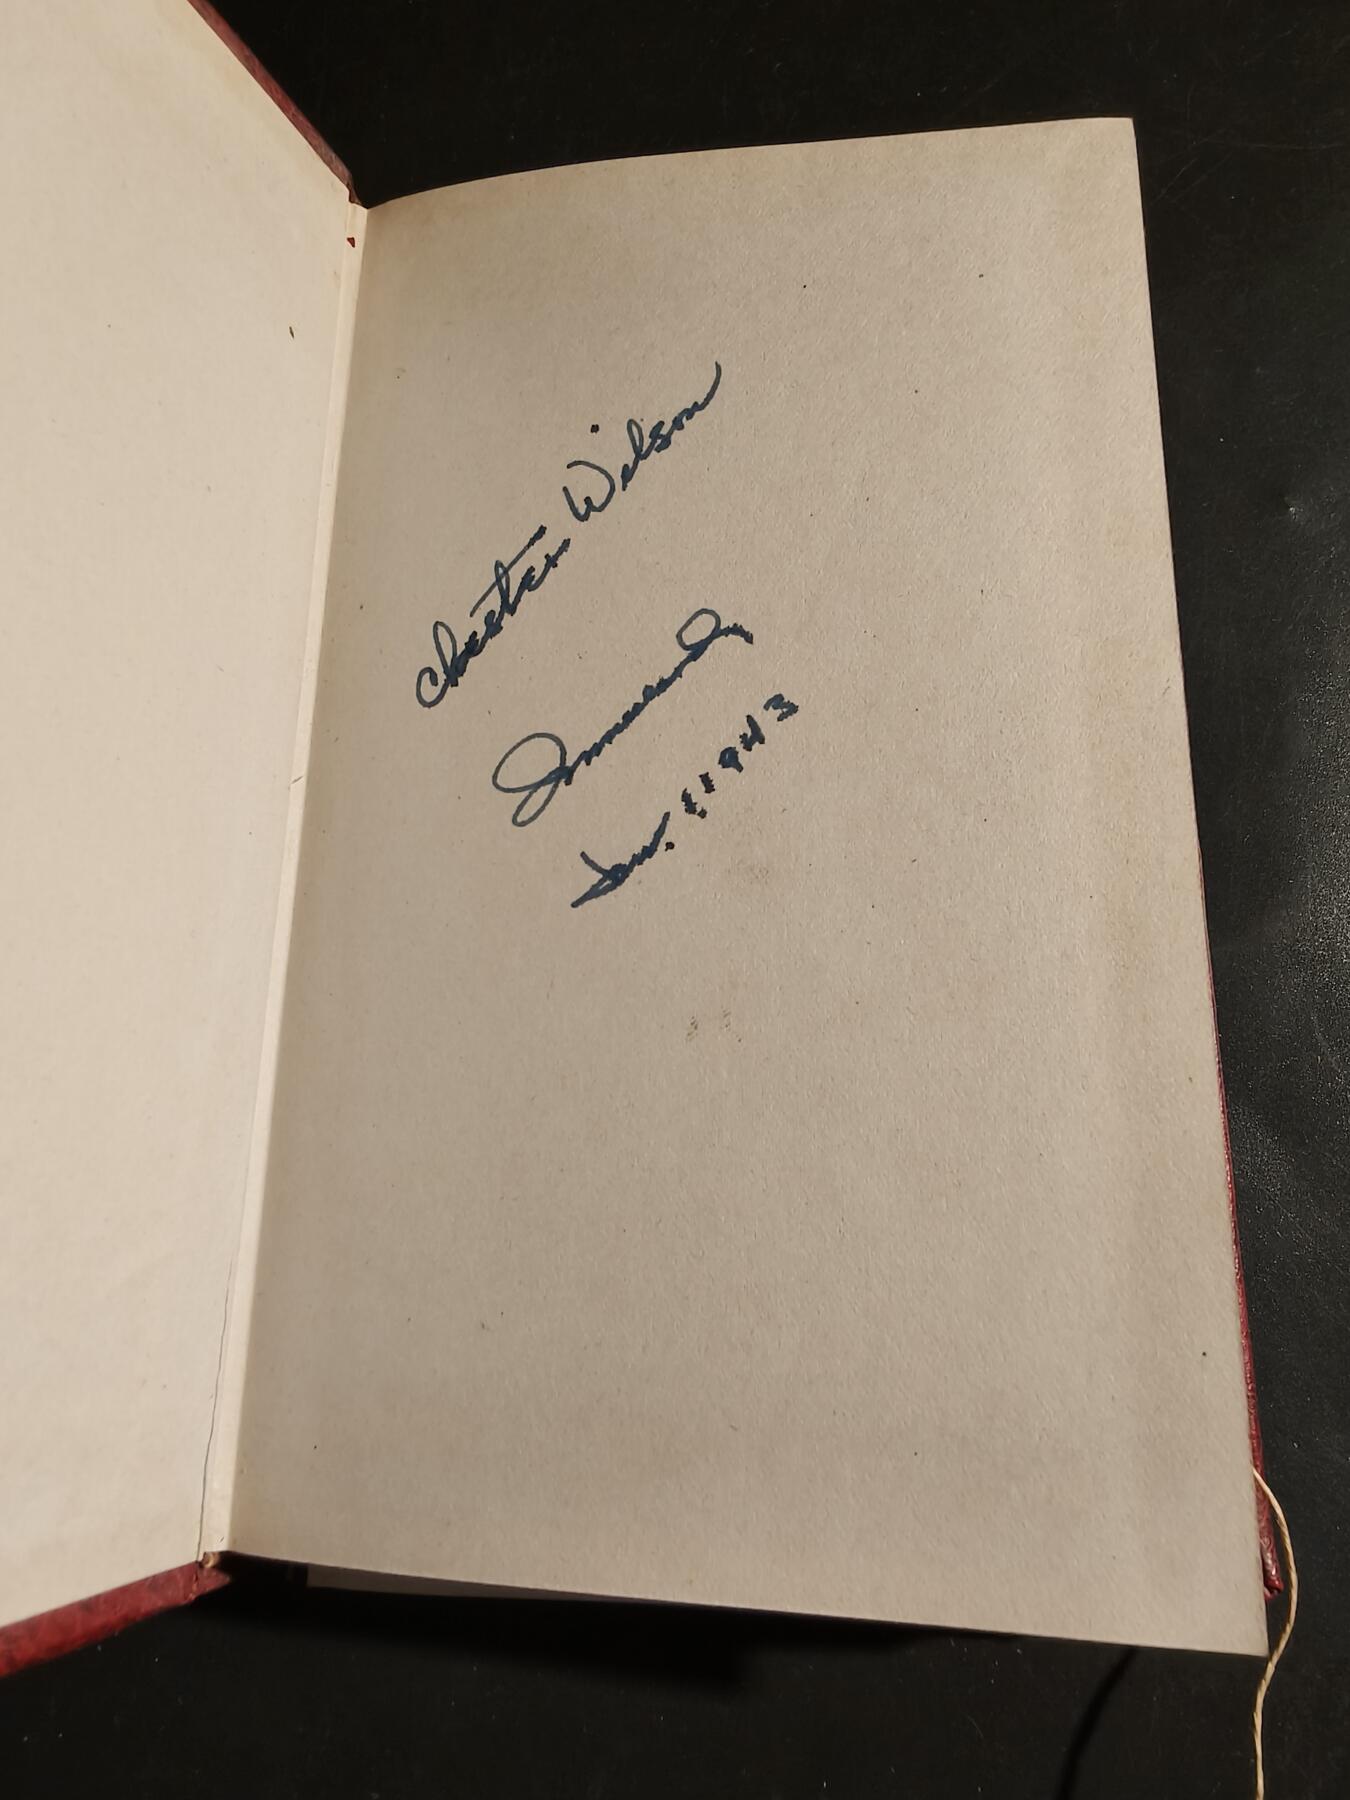 Chester Wilson
Jan. 1 1943